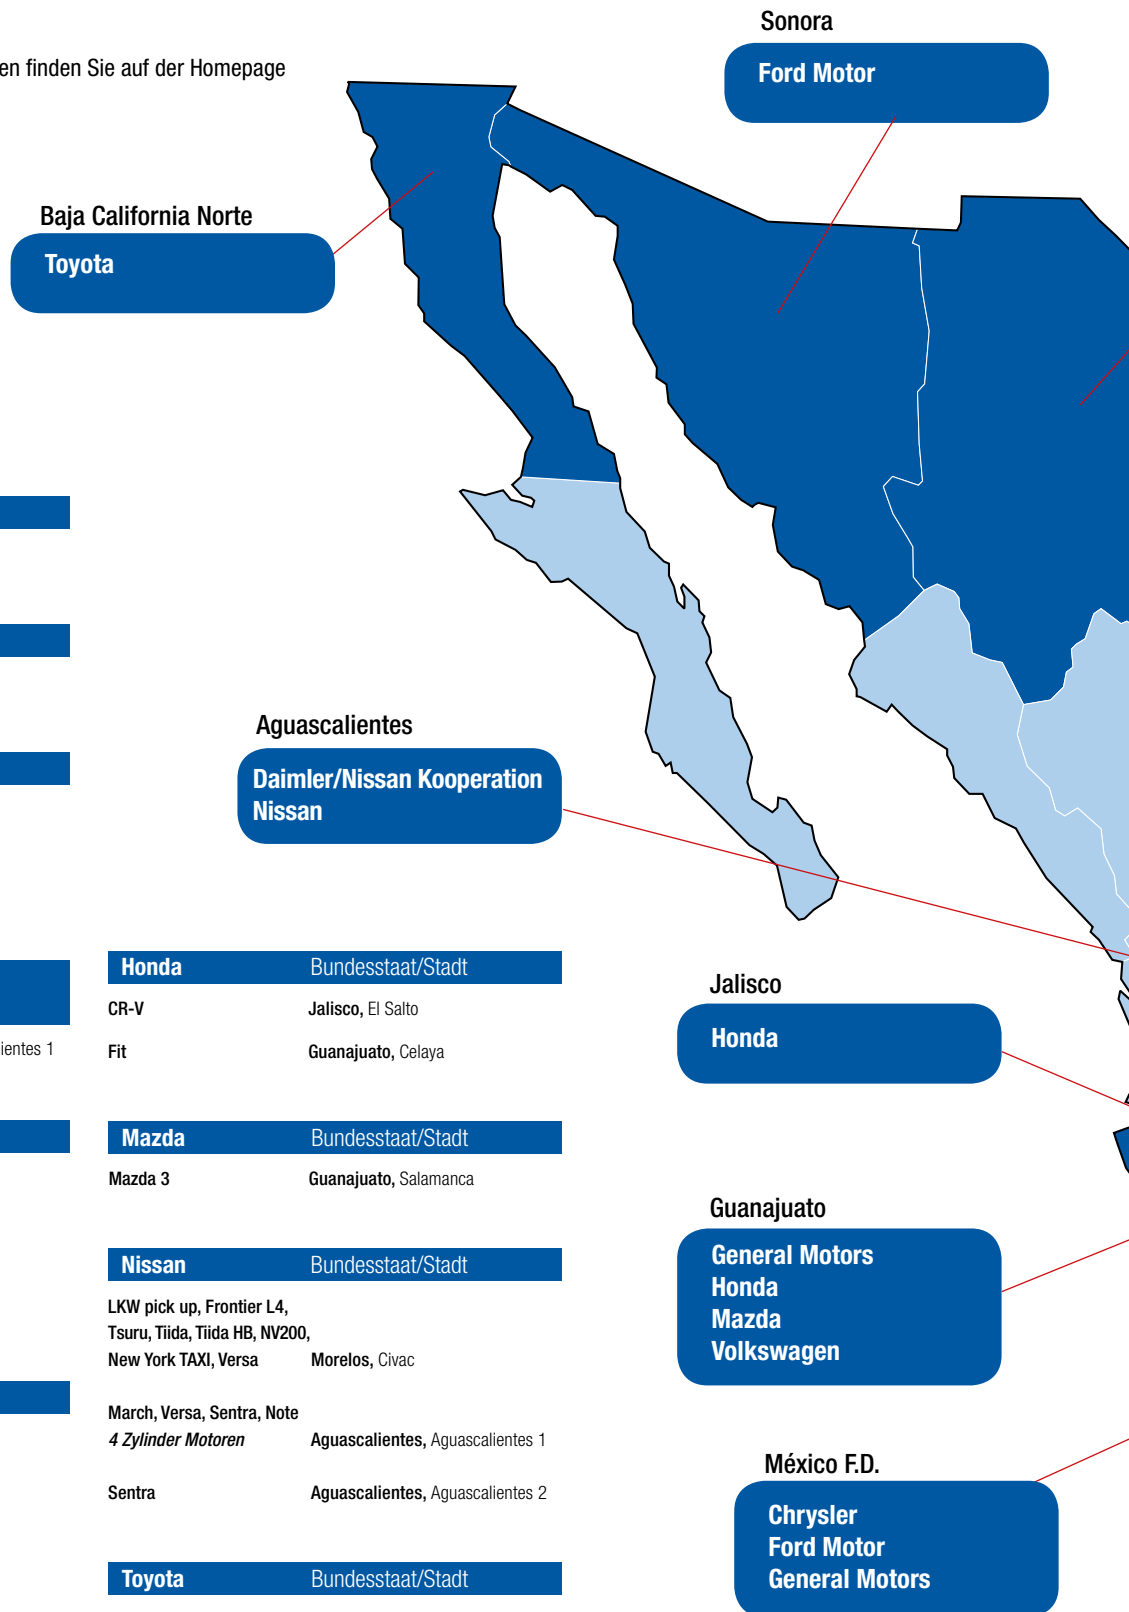 Sonora
Ford Motor
en finden Sie auf der Homepage
Baja California Norte
Toyota
Aguascalientes
Daimler/Nissan Kooperation
Nissan
Jalisco
Honda
Guanajuato
General Motors
Honda
Mazda
Volkswagen
México F.D.
Chrysler
Ford Motor
General Motors
ientes 1
Honda Bundesstaat/Stadt
CR-V Jalisco, El Salto
Fit Guanajuato, Celaya
Mazda Bundesstaat/Stadt
Mazda 3 Guanajuato, Salamanca
Nissan Bundesstaat/Stadt
LKW pick up, Frontier L4,
Tsuru, Tiida, Tiida HB, NV200,
New York TAXI, Versa Morelos, Civac
March, Versa, Sentra, Note
4 Zylinder Motoren Aguascalientes, Aguascalientes 1
Sentra Aguascalientes, Aguascalientes 2
Toyota Bundesstaat/Stadt